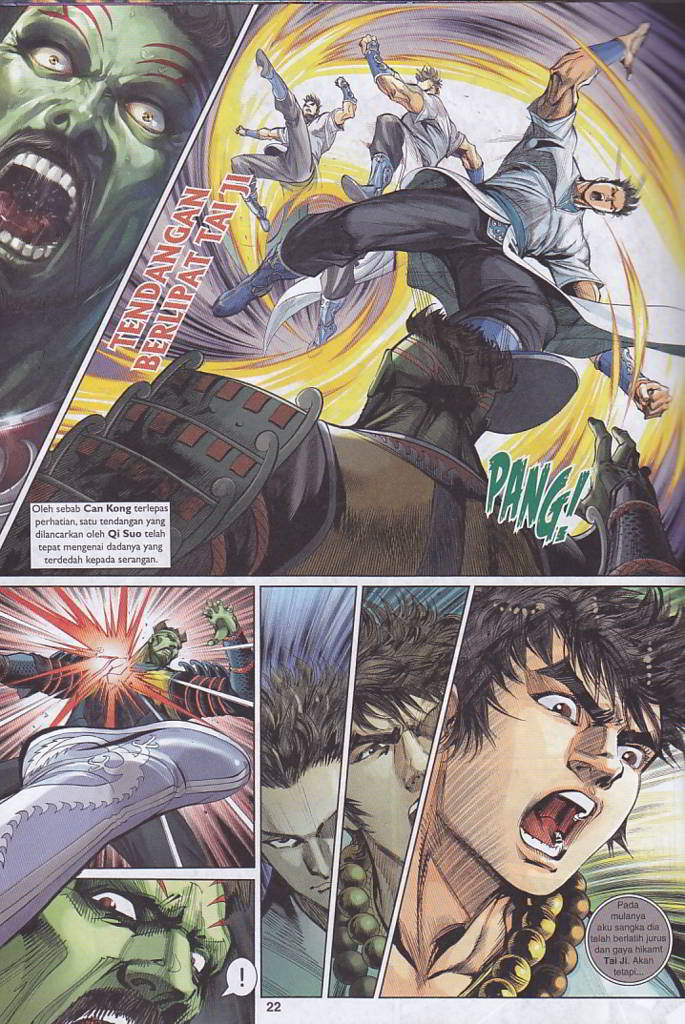 TENDANGAN
BERLIPAT TAI JI
Oleh sebab Can Kong terlepas
perhatian, satu tendangan yang
dilancarkan oleh Qi Suo telah
tepat mengenai dadanya yang
terdedah kepada serangan.
PANG!
!
Pada
mulanya
aku sangka dia
telah berlatih jurus
dan gaya hikamt
Tai Ji. Akan
tetapi...
22